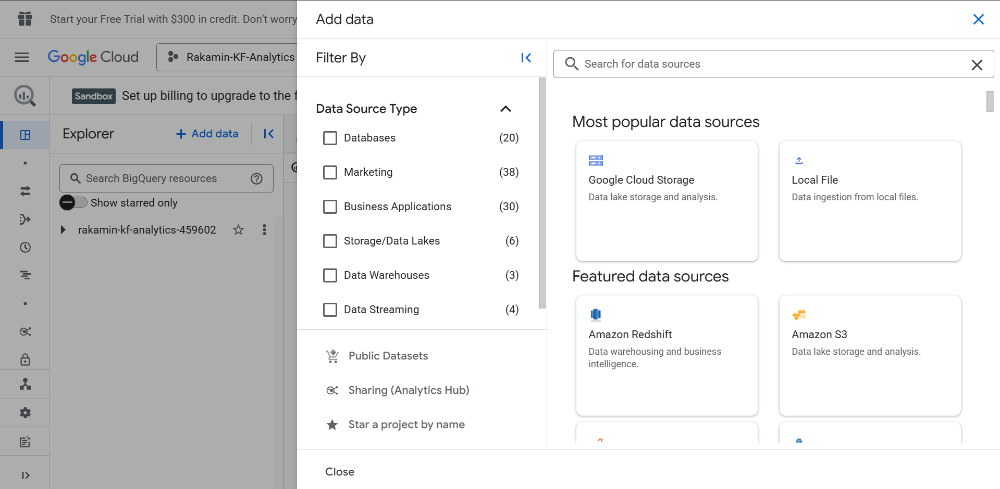 Start your Free Trial with $300 in credit. Don't worry
Google Cloud
Rakamin-KF-Analytics
Sandbox
Set up billing to upgrade to the f
Explorer
+ Add data
Search BigQuery resources
Show starred only
rakamin-kf-analytics-459602
Add data
Filter By
Data Source Type
Databases (20)
Marketing (38)
Business Applications (30)
Storage/Data Lakes (6)
Data Warehouses (3)
Data Streaming (4)
Public Datasets
Sharing (Analytics Hub)
Star a project by name
Close
Search for data sources
Most popular data sources
Google Cloud Storage
Data lake storage and analysis.
Local File
Data ingestion from local files.
Featured data sources
Amazon Redshift
Data warehousing and business
intelligence.
Amazon S3
Data lake storage and analysis.